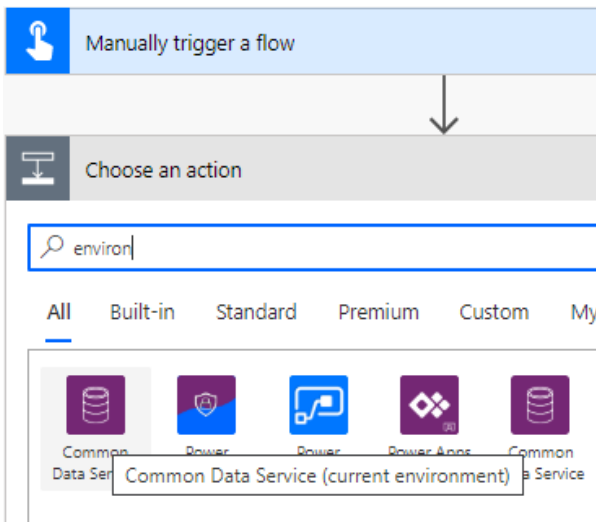 Manually trigger a flow
Choose an action
environ
All Built-in Standard Premium Custom My
Common Power Power Power Apps Common
Data Ser a Service
Common Data Service (current environment)